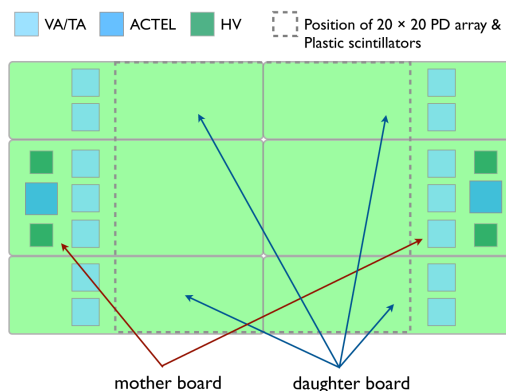 VA/TA
ACTEL
HV
Position of 20 × 20 PD array &
Plastic scintillators
mother board
daughter board